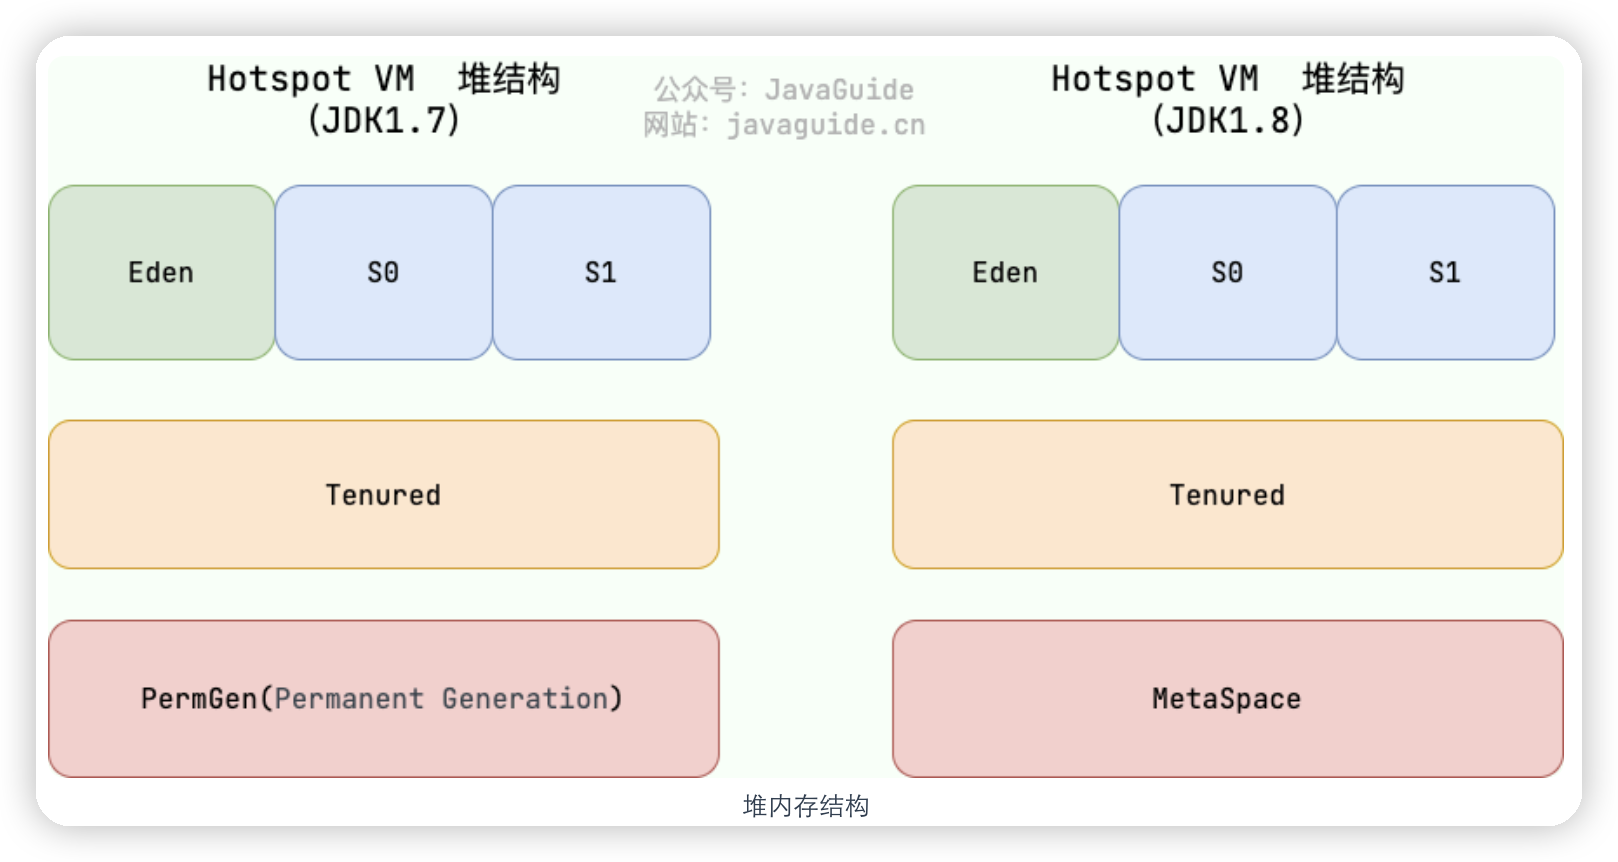 Hotspot VM 堆结构
(JDK1.7)
公众号：JavaGuide
网站：javaguide.cn
Hotspot VM 堆结构
(JDK1.8)
Eden
S0
S1
Eden
S0
S1
Tenured
Tenured
PermGen(Permanent Generation)
MetaSpace
堆内存结构